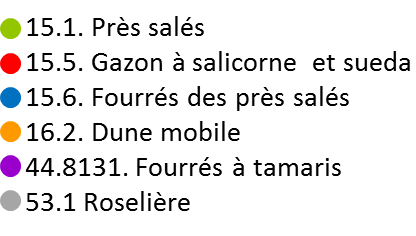 15.1. Près salés
15.5. Gazon à salicorne et sueda
15.6. Fourrés des près salés
16.2. Dune mobile
44.8131. Fourrés à tamaris
53.1 Roselière